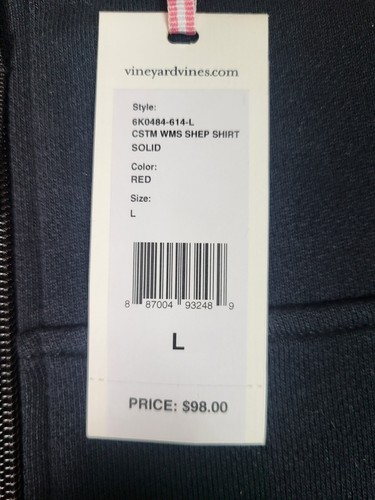 vineyardvines.com
Style:
6K0484-614-L
CSTM WMS SHEP SHIRT
SOLID
Color:
RED
Size:
L
8 87004 93248 9
L
PRICE: $98.00